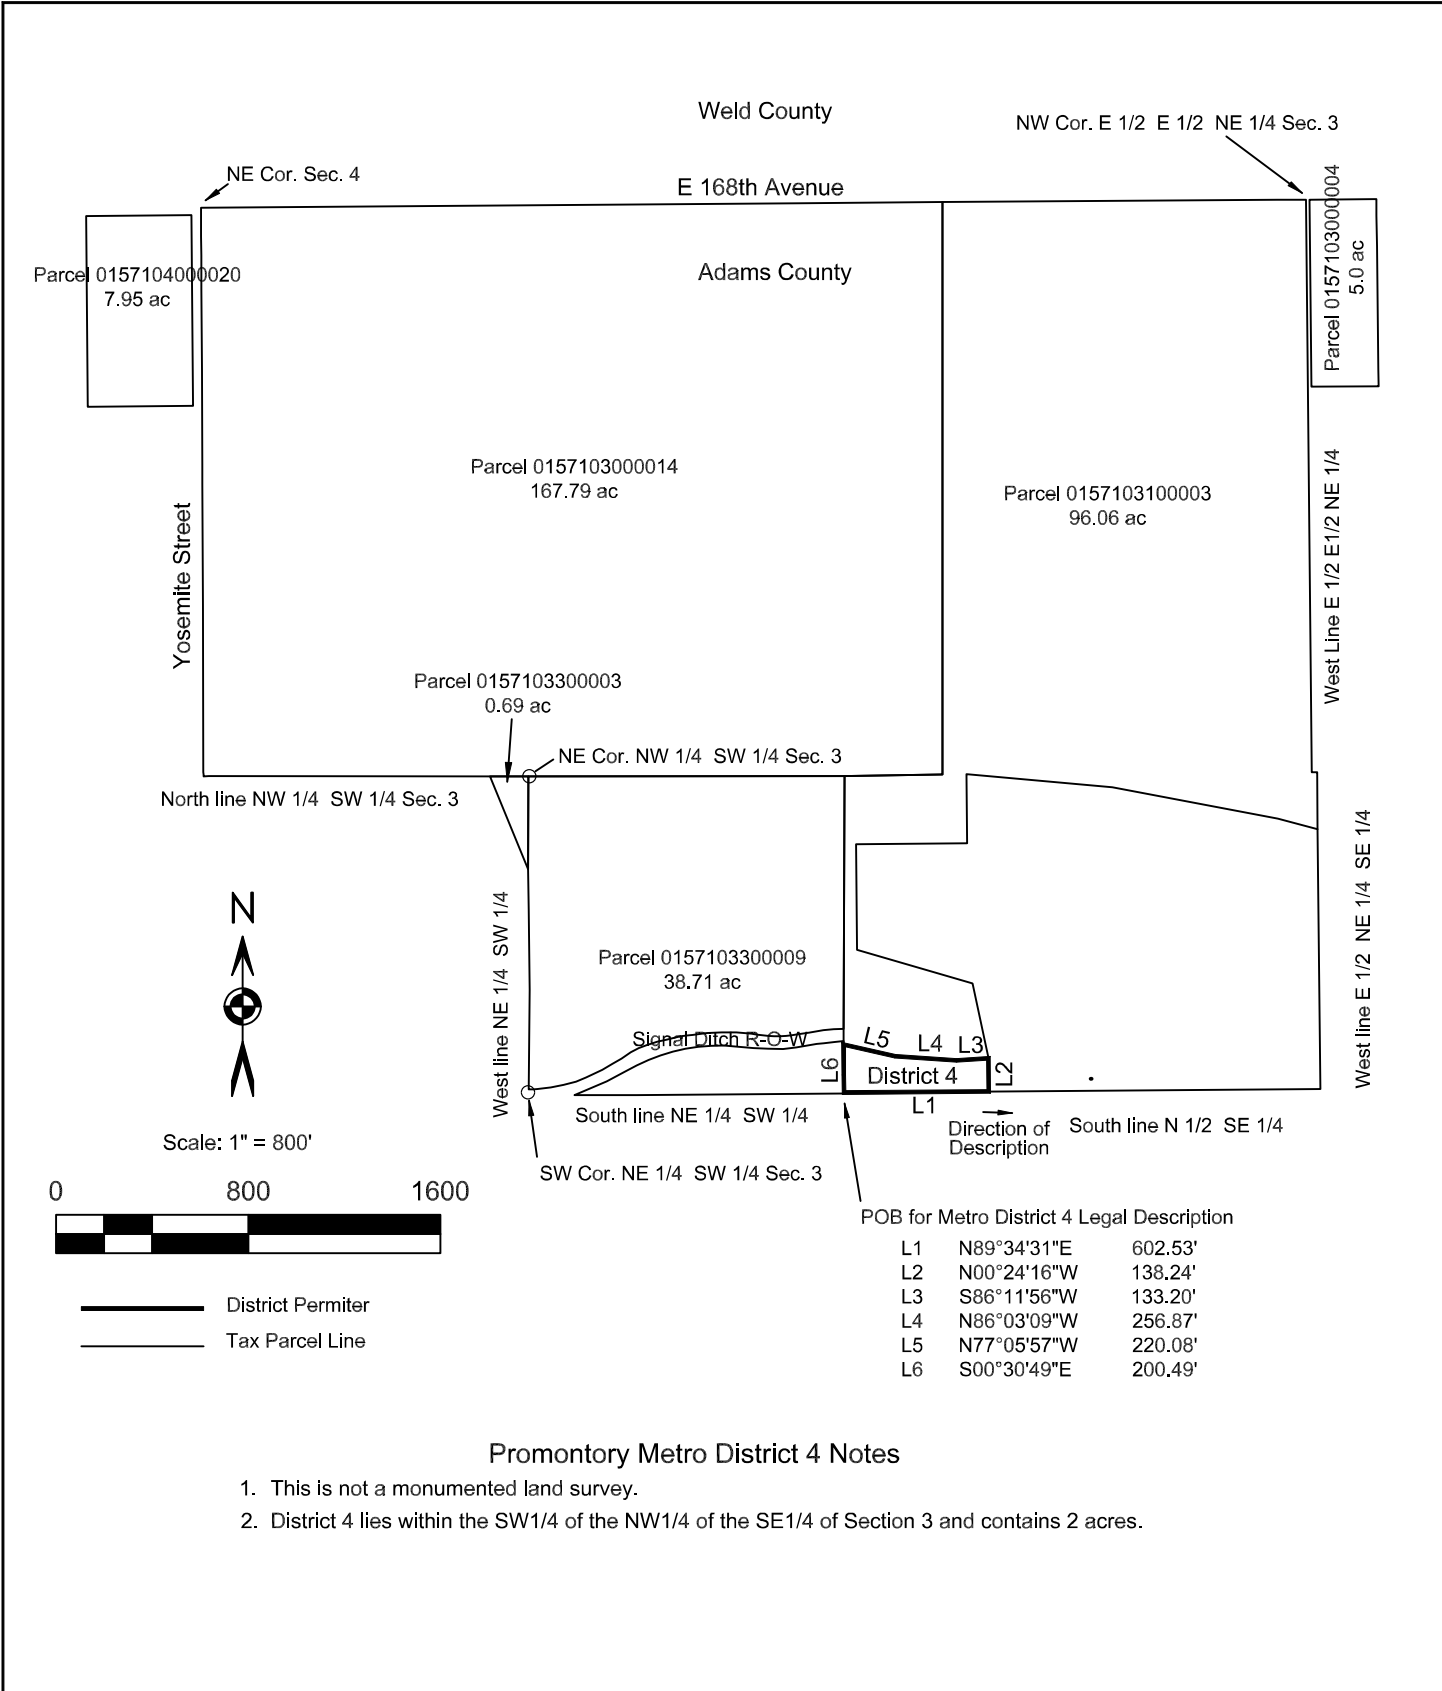 Weld County
NW Cor. E 1/2  E 1/2  NE 1/4 Sec. 3
NE Cor. Sec. 4
E 168th Avenue
Parcel 0157103000004
5.0 ac
Parcel 0157104000020
7.95 ac
Adams County
Parcel 0157103000014
167.79 ac
Parcel 0157103100003
96.06 ac
Yosemite Street
West Line E 1/2 E1/2 NE 1/4
Parcel 0157103300003
0.69 ac
NE Cor. NW 1/4  SW 1/4 Sec. 3
North line NW 1/4  SW 1/4 Sec. 3
West line E 1/2  NE 1/4  SE 1/4
N
West line NE 1/4  SW 1/4
Parcel 0157103300009
38.71 ac
Signal Ditch R-O-W
L5
L4
L3
L6
District 4
L2
L1
South line NE 1/4  SW 1/4
Direction of
Description
South line N 1/2  SE 1/4
Scale: 1" = 800'
SW Cor. NE 1/4  SW 1/4 Sec. 3
0 800 1600
POB for Metro District 4 Legal Description
L1 N89°34'31"E 602.53'
L2 N00°24'16"W 138.24'
L3 S86°11'56"W 133.20'
L4 N86°03'09"W 256.87'
L5 N77°05'57"W 220.08'
L6 S00°30'49"E 200.49'
District Permiter
Tax Parcel Line
Promontory Metro District 4 Notes
1. This is not a monumented land survey.
2. District 4 lies within the SW1/4 of the NW1/4 of the SE1/4 of Section 3 and contains 2 acres.